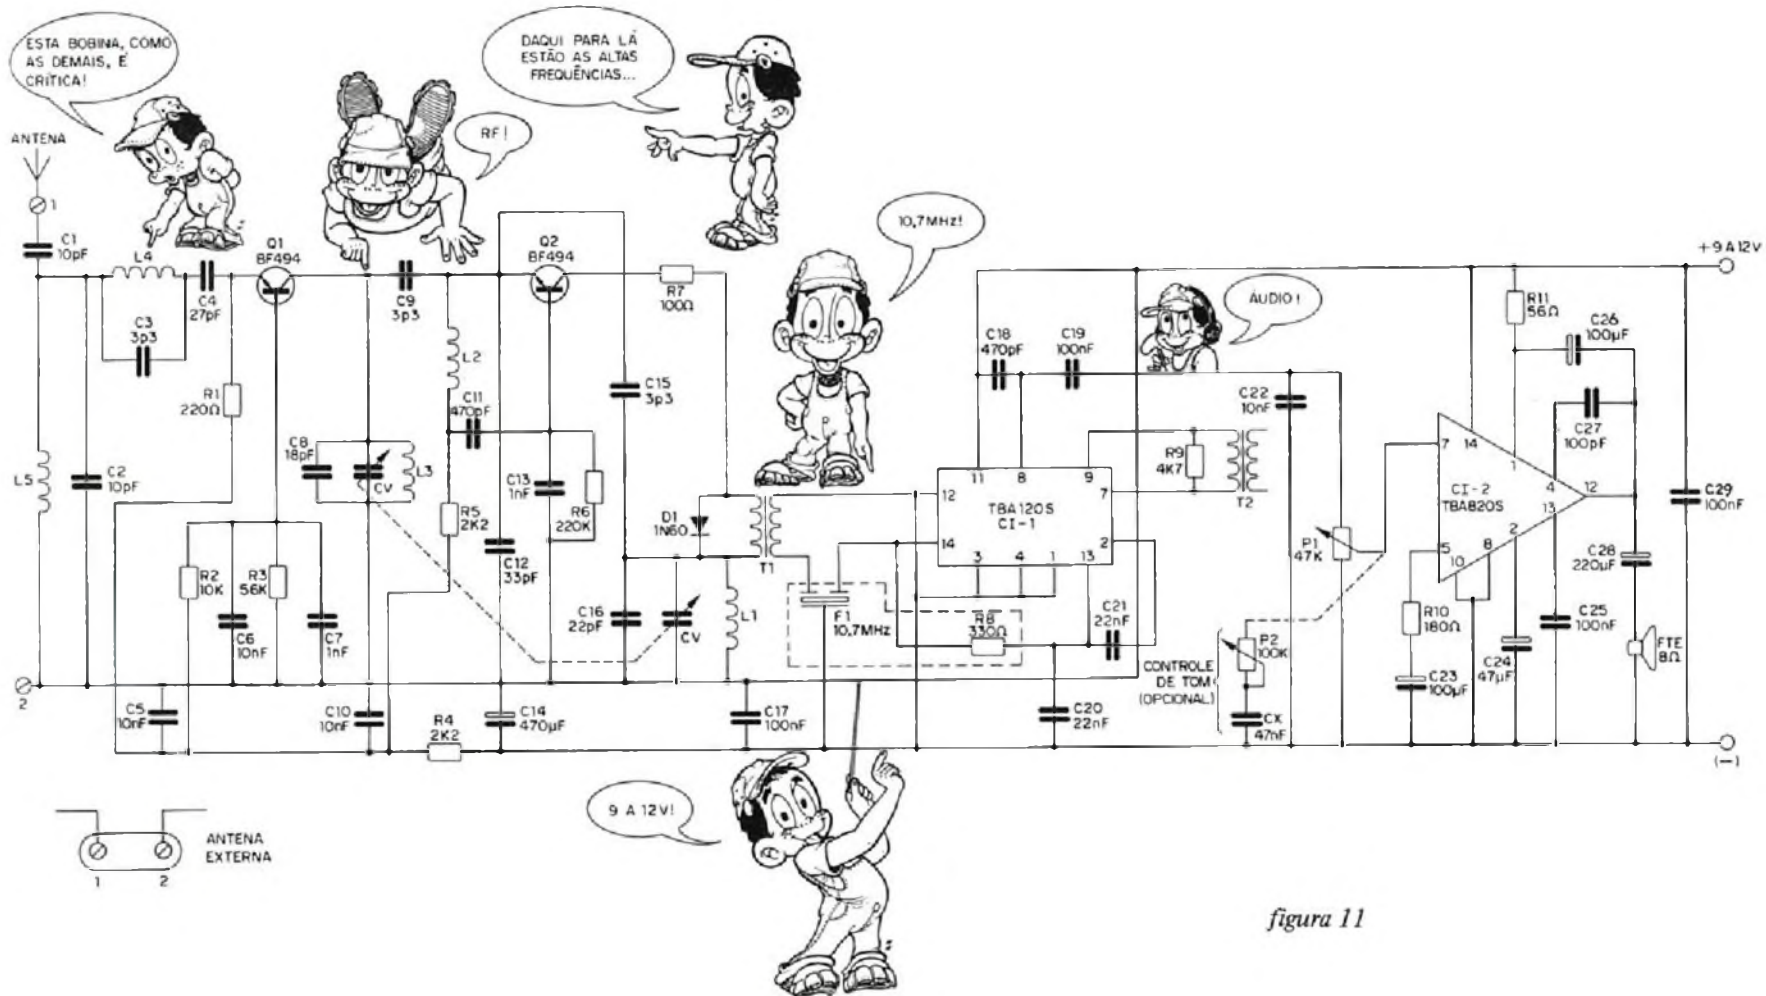 ESTA BOBINA, COMO
AS DEMAIS, É
CRÍTICA!
RF!
DAQUI PARA LÁ
ESTÃO AS ALTAS
FREQUÊNCIAS...
10,7MHz!
ÁUDIO!
9 A 12V!
ANTENA
1
C1
10pF
L4
C3
3p3
C4
27pF
Q1
BF494
R1
220Ω
L5
C2
10pF
R2
10K
C6
10nF
R3
56K
C7
1nF
2
C5
10nF
C8
18pF
CV
L3
C9
3p3
L2
C11
470pF
R5
2K2
C10
10nF
R4
2K2
Q2
BF494
C13
1nF
R6
220K
C12
33pF
C14
470µF
R7
100Ω
C15
3p3
D1
1N60
T1
C16
22pF
CV
L1
C17
100nF
F1
10,7MHz
R8
330Ω
C20
22nF
C21
22nF
C18
470pF
C19
100nF
11
8
9
12
TBA120S
CI-1
7
14
3
4
1
13
2
R9
4K7
T2
C22
10nF
P1
47K
P2
100K
CONTROLE
DE TOM
(OPCIONAL)
CX
47nF
+9 A 12V
R11
56Ω
C26
100µF
C27
100pF
7
14
1
4
CI-2
TBA820S
12
13
5
10
8
2
R10
180Ω
C23
100µF
C24
47µF
C25
100nF
C28
220µF
FTE
8Ω
C29
100nF
(—)
ANTENA
EXTERNA
1
2
figura 11